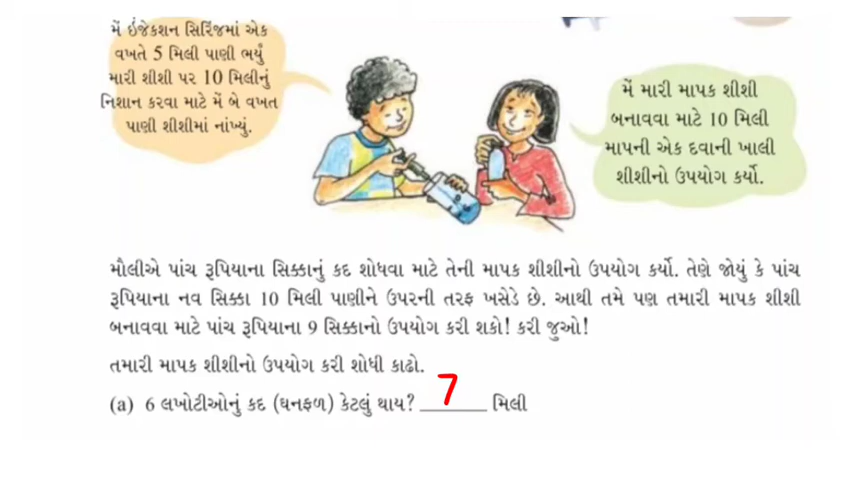 મેં ઇંજેક્શન સિરિંજમાં એક
વખતે 5 મિલી પાણી ભર્યું
મારી શીશી પર 10 મિલીનું
નિશાન કરવા માટે મેં બે વખત
પાણી શીશીમાં નાંખ્યું.
મેં મારી માપક શીશી
બનાવવા માટે 10 મિલી
માપની એક દવાની ખાલી
શીશીનો ઉપયોગ કર્યો.
મૌલીએ પાંચ રૂપિયાના સિક્કાનું કદ શોધવા માટે તેની માપક શીશીનો ઉપયોગ કર્યો. તેણે જોયું કે પાંચ
રૂપિયાના નવ સિક્કા 10 મિલી પાણીને ઉપરની તરફ ખસેડે છે. આથી તમે પણ તમારી માપક શીશી
બનાવવા માટે પાંચ રૂપિયાના 9 સિક્કાનો ઉપયોગ કરી શકો! કરી જુઓ!
તમારી માપક શીશીનો ઉપયોગ કરી શોધી કાઢો.
(a) 6 લખોટીઓનું કદ (ઘનફળ) કેટલું થાય? 7 મિલી